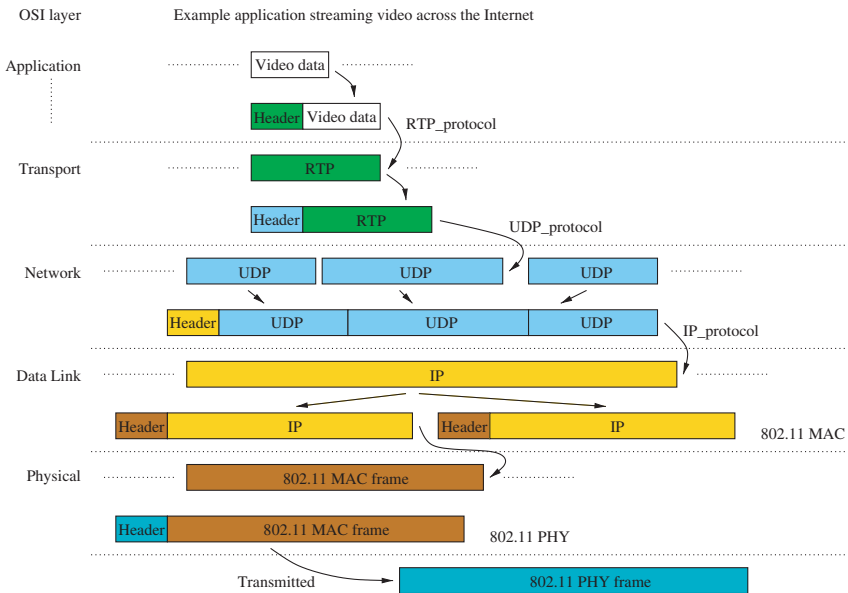 OSI layer Example application streaming video across the Internet
Application Video data
Header Video data
RTP_protocol
Transport RTP
Header RTP
UDP_protocol
Network UDP UDP UDP
Header UDP UDP UDP
IP_protocol
Data Link IP
Header IP Header IP
802.11 MAC
Physical 802.11 MAC frame
Header 802.11 MAC frame
802.11 PHY
Transmitted 802.11 PHY frame